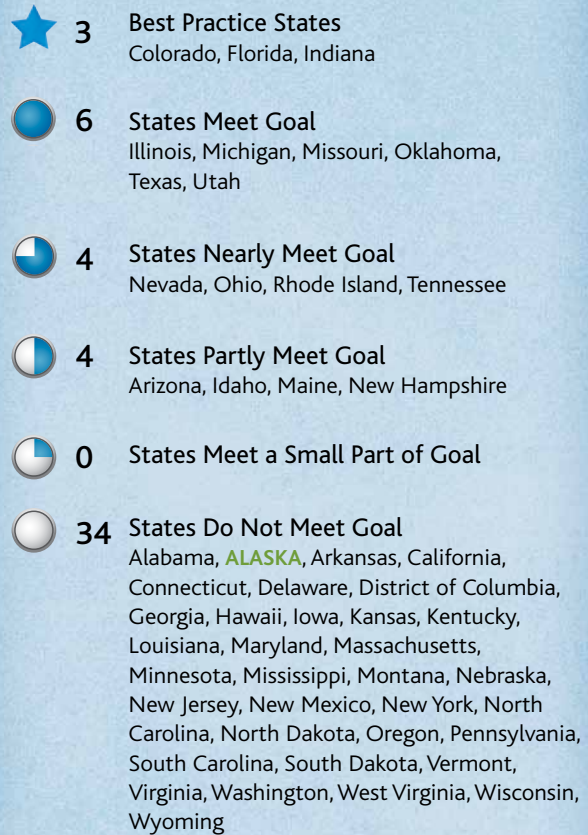 3 Best Practice States
Colorado, Florida, Indiana
6 States Meet Goal
Illinois, Michigan, Missouri, Oklahoma,
Texas, Utah
4 States Nearly Meet Goal
Nevada, Ohio, Rhode Island, Tennessee
4 States Partly Meet Goal
Arizona, Idaho, Maine, New Hampshire
0 States Meet a Small Part of Goal
34 States Do Not Meet Goal
Alabama, ALASKA, Arkansas, California,
Connecticut, Delaware, District of Columbia,
Georgia, Hawaii, Iowa, Kansas, Kentucky,
Louisiana, Maryland, Massachusetts,
Minnesota, Mississippi, Montana, Nebraska,
New Jersey, New Mexico, New York, North
Carolina, North Dakota, Oregon, Pennsylvania,
South Carolina, South Dakota, Vermont,
Virginia, Washington, West Virginia, Wisconsin,
Wyoming